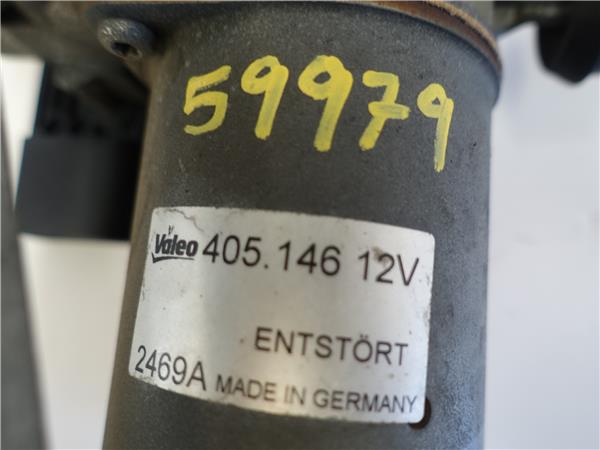 59979
Valeo 405.146 12V
ENTSTÖRT
2469A MADE IN GERMANY